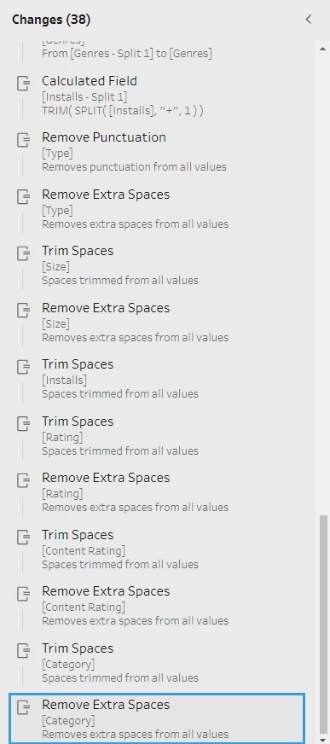 Changes (38)
[Genres]
From [Genres - Split 1] to [Genres]
Calculated Field
[Installs - Split 1]
TRIM( SPLIT( [Installs], "+", 1 ) )
Remove Punctuation
[Type]
Removes punctuation from all values
Remove Extra Spaces
[Type]
Removes extra spaces from all values
Trim Spaces
[Size]
Spaces trimmed from all values
Remove Extra Spaces
[Size]
Removes extra spaces from all values
Trim Spaces
[Installs]
Spaces trimmed from all values
Trim Spaces
[Rating]
Spaces trimmed from all values
Remove Extra Spaces
[Rating]
Removes extra spaces from all values
Trim Spaces
[Content Rating]
Spaces trimmed from all values
Remove Extra Spaces
[Content Rating]
Removes extra spaces from all values
Trim Spaces
[Category]
Spaces trimmed from all values
Remove Extra Spaces
[Category]
Removes extra spaces from all values